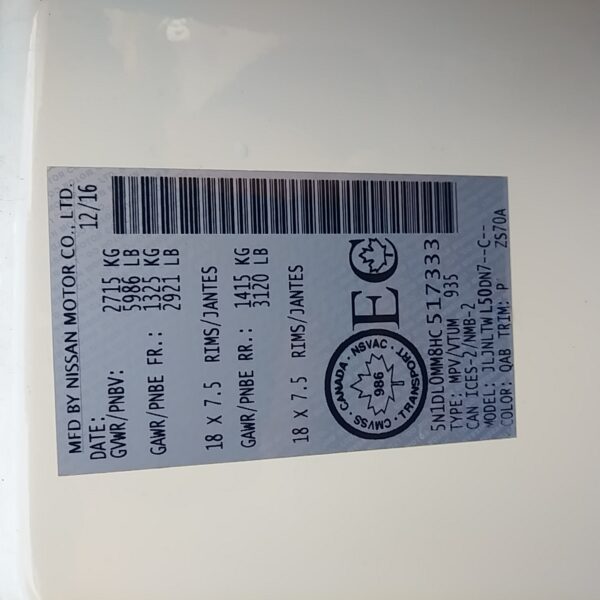 MFD BY NISSAN MOTOR CO., LTD.
DATE: 12/16
GVWR/PNBV: 2715 KG
5986 LB
GAWR/PNBE FR.: 1325 KG
2921 LB
18 X 7.5 RIMS/JANTES
GAWR/PNBE RR.: 1415 KG
3120 LB
18 X 7.5 RIMS/JANTES
CANADA · NSVAC · TRANSPORT · CMVSS ·
986
EC
5N1DL0MM8HC517333
TYPE: MPV/VTUM 935
CAN ICES-2/NMB-2
MODEL: JLJNLTWL50DN7--C--
COLOR: QAB TRIM: P ZS70A